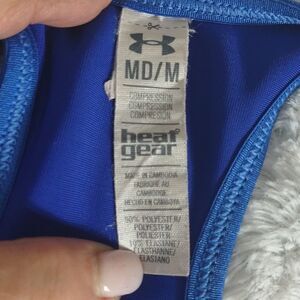 MD/M
COMPRESSION
COMPRESSION
COMPRESIÓN
heat
gear
MADE IN CAMBODIA
FABRIQUÉ AU
CAMBODGE
HECHO EN CAMBOYA
90% POLYESTER/
POLYESTER/
POLIÉSTER
10% ELASTANE/
ÉLASTHANNE/
ELASTANO